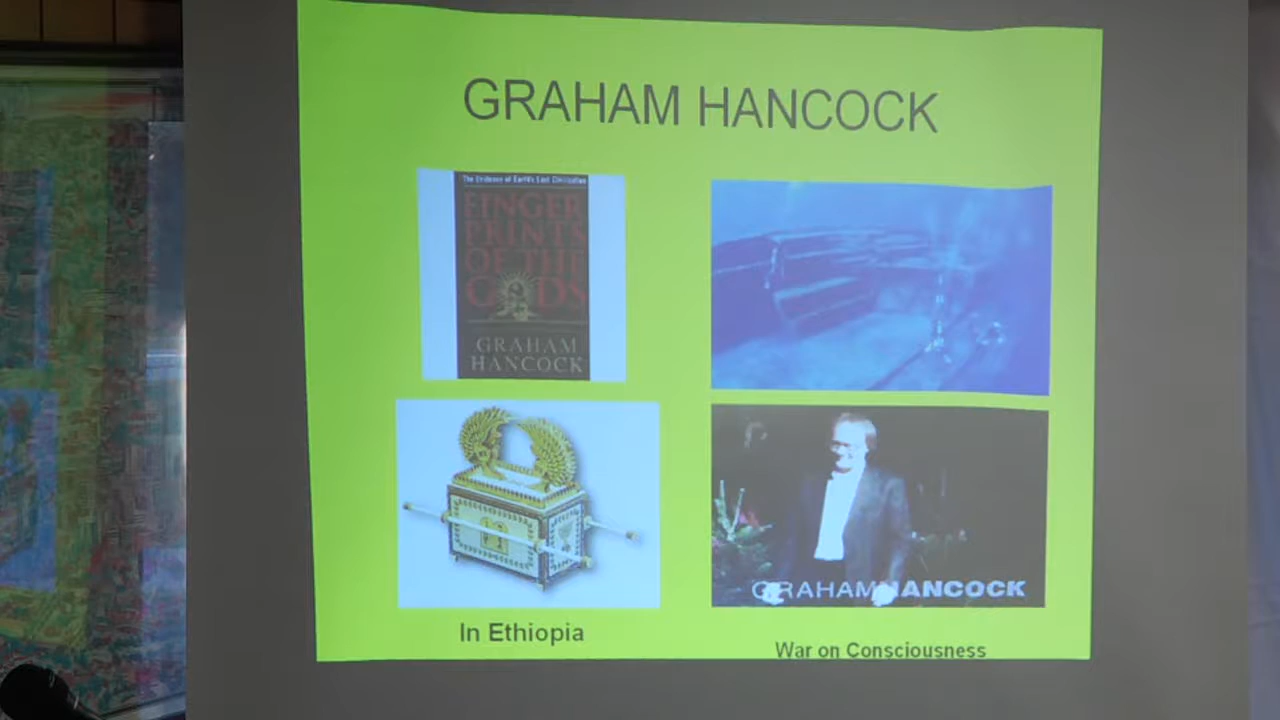 GRAHAM HANCOCK
The Evidence of Earth's Lost Civilization
FINGER
PRINTS
OF THE
GODS
GRAHAM
HANCOCK
GRAHAM HANCOCK
In Ethiopia
War on Consciousness